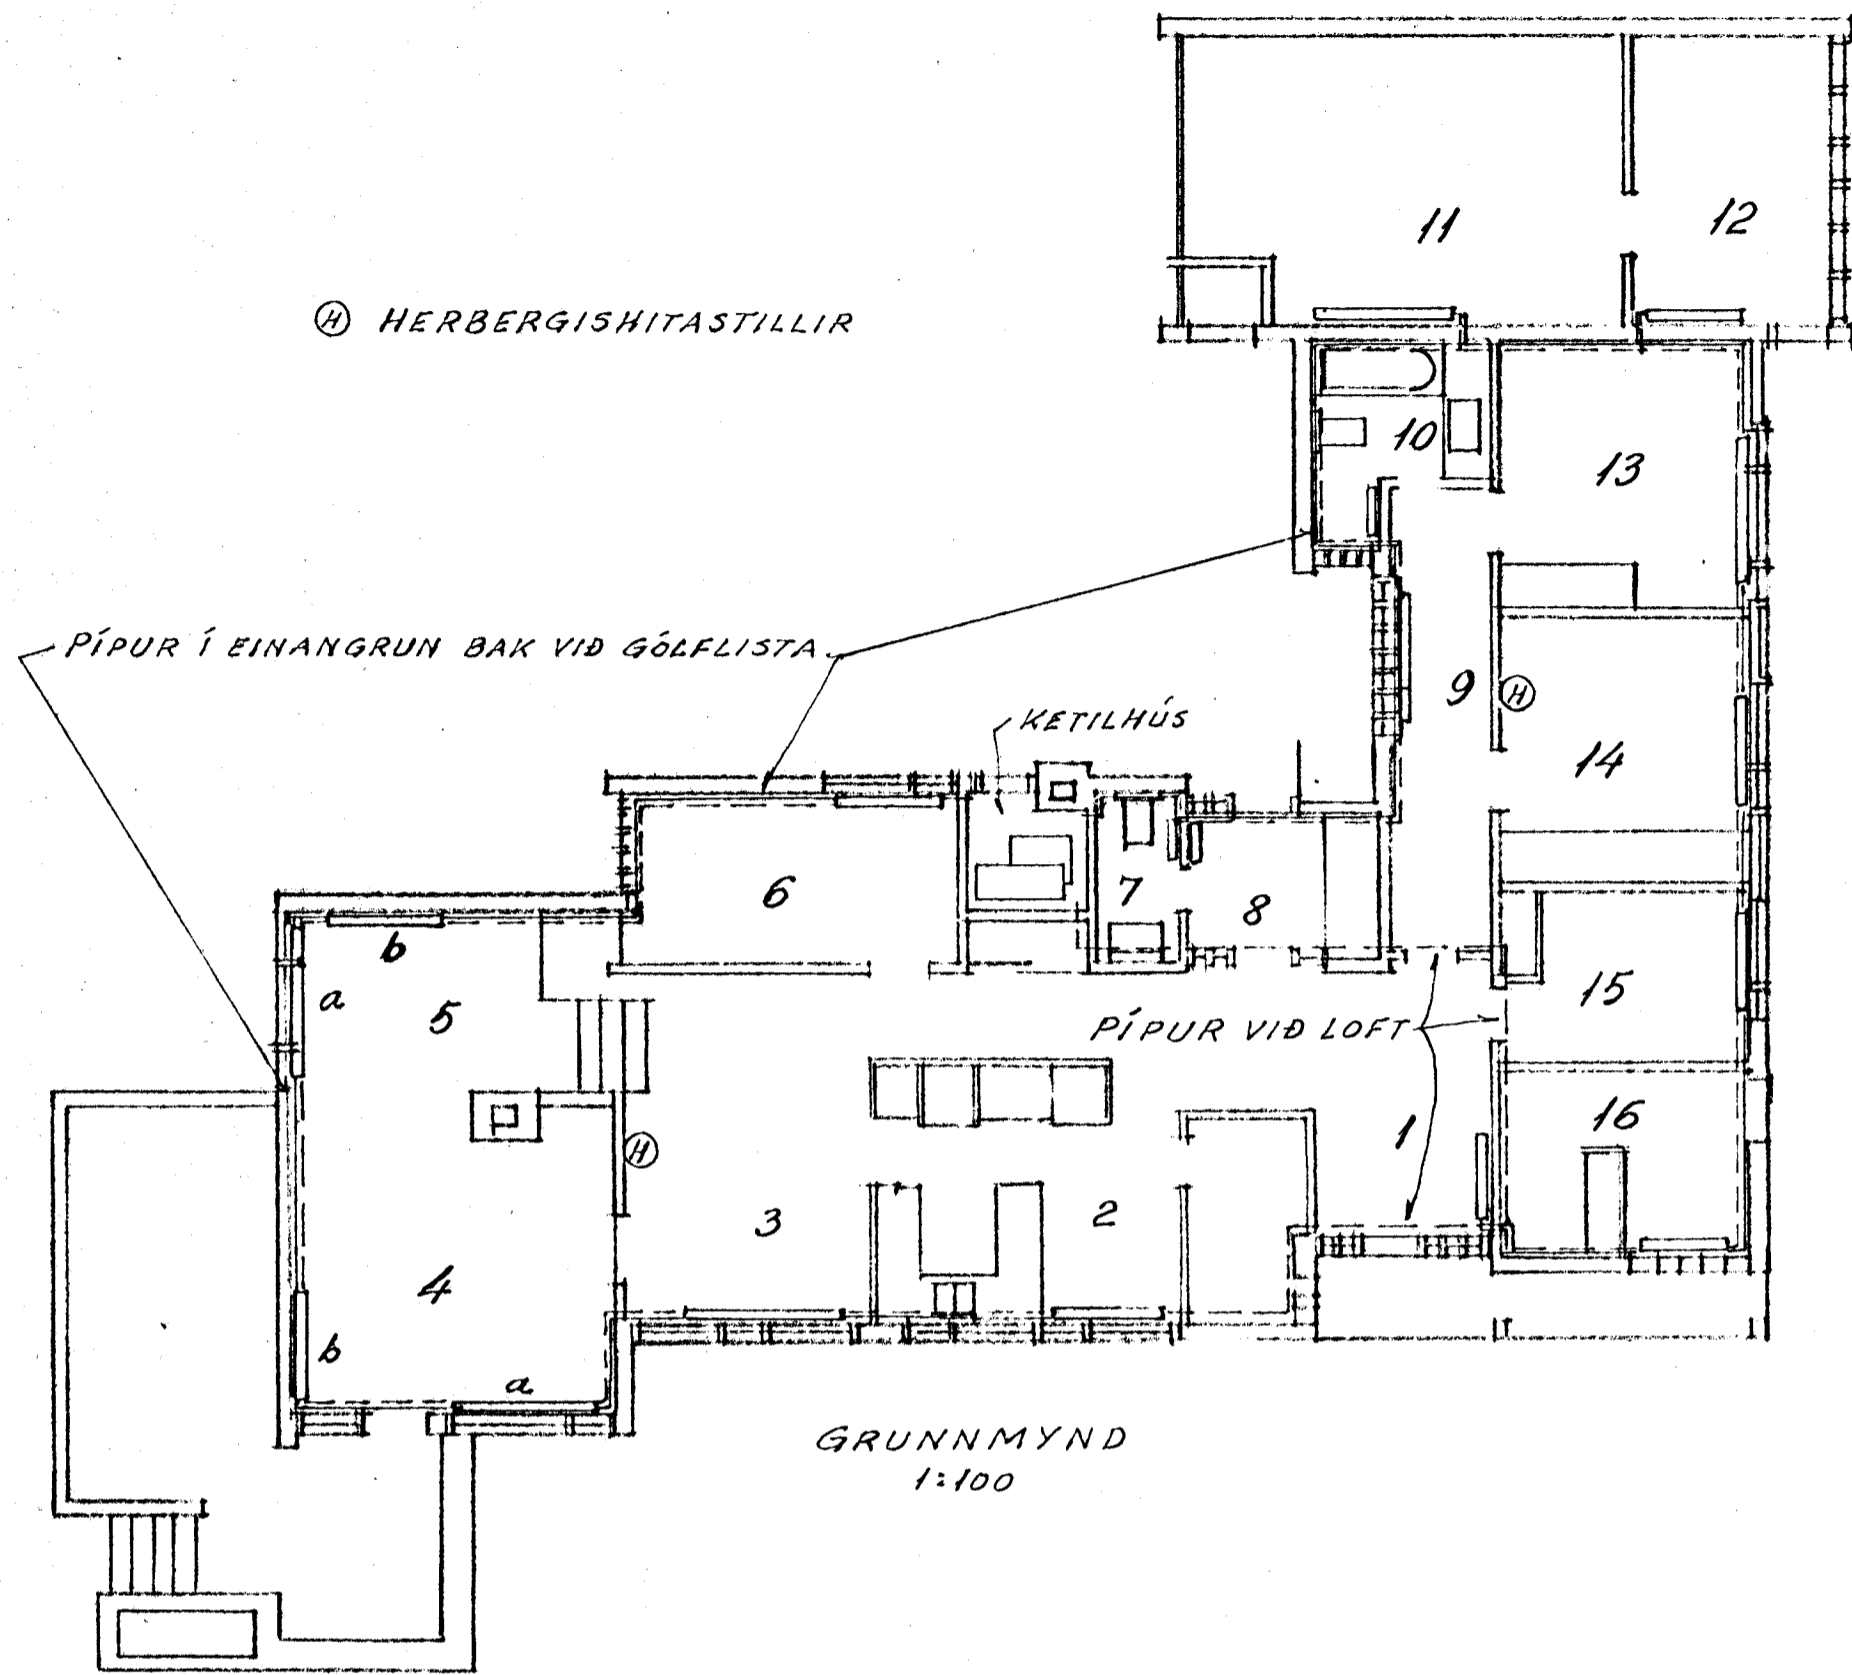 11
12
Ⓗ HERBERGISHITASTILLIR
10
13
PÍPUR Í EINANGRUN BAK VIÐ GÓLFLISTA
9
Ⓗ
KETILHÚS
14
6
7
8
b
a
5
15
PÍPUR VIÐ LOFT
16
1
Ⓗ
3
2
4
b
a
GRUNNMYND
1:100